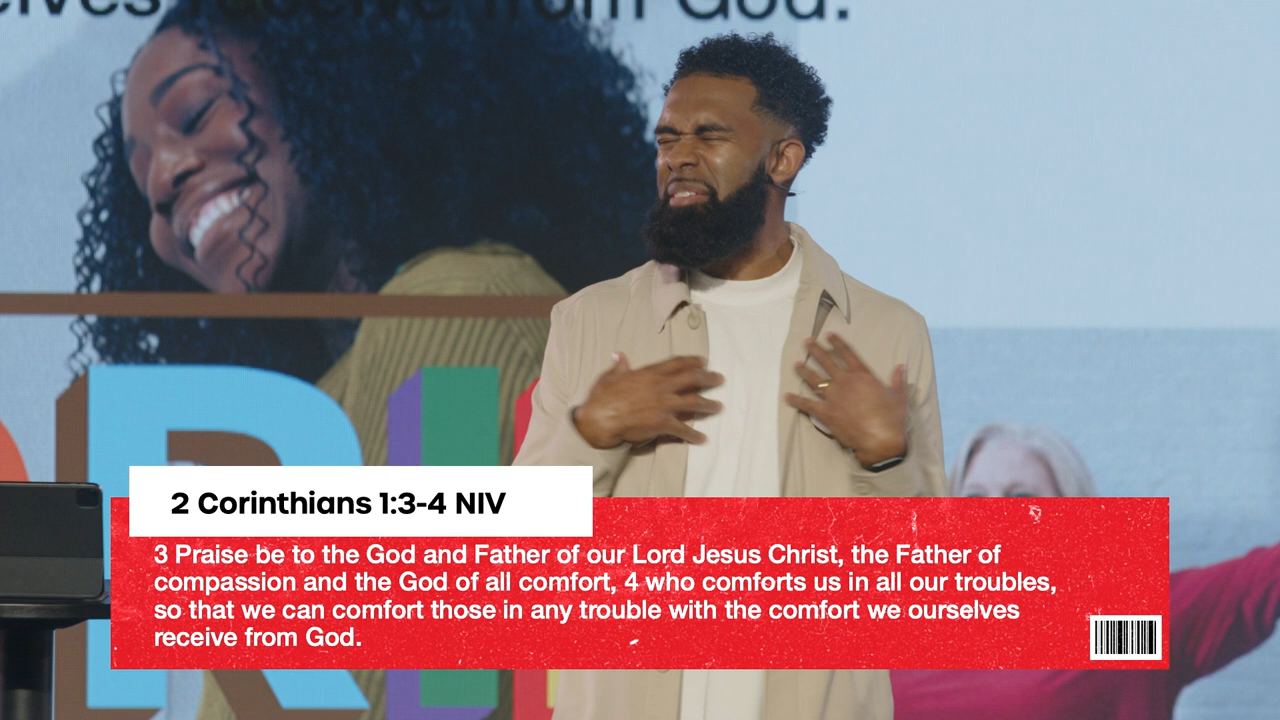 receive from God.
2 Corinthians 1:3-4 NIV
3 Praise be to the God and Father of our Lord Jesus Christ, the Father of
compassion and the God of all comfort, 4 who comforts us in all our troubles,
so that we can comfort those in any trouble with the comfort we ourselves
receive from God.